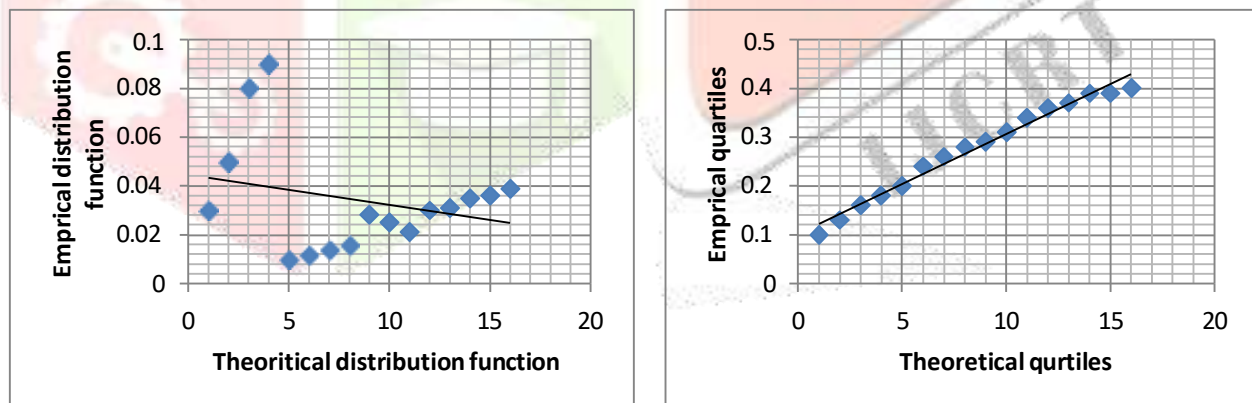 Emprical distribution
function
0.1
0.08
0.06
0.04
0.02
0
0 5 10 15 20
Theoritical distribution function
Emprical quartiles
0.5
0.4
0.3
0.2
0.1
0
0 5 10 15 20
Theoretical qurtiles
IJCRT